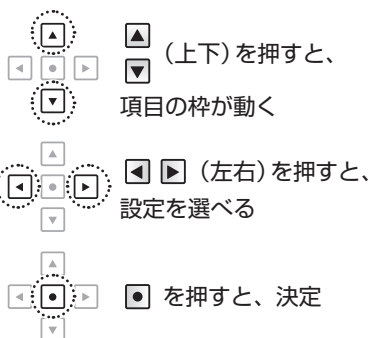 ▲
▼ （上下）を押すと、
項目の枠が動く
◀ ▶ （左右）を押すと、
設定を選べる
● を押すと、決定